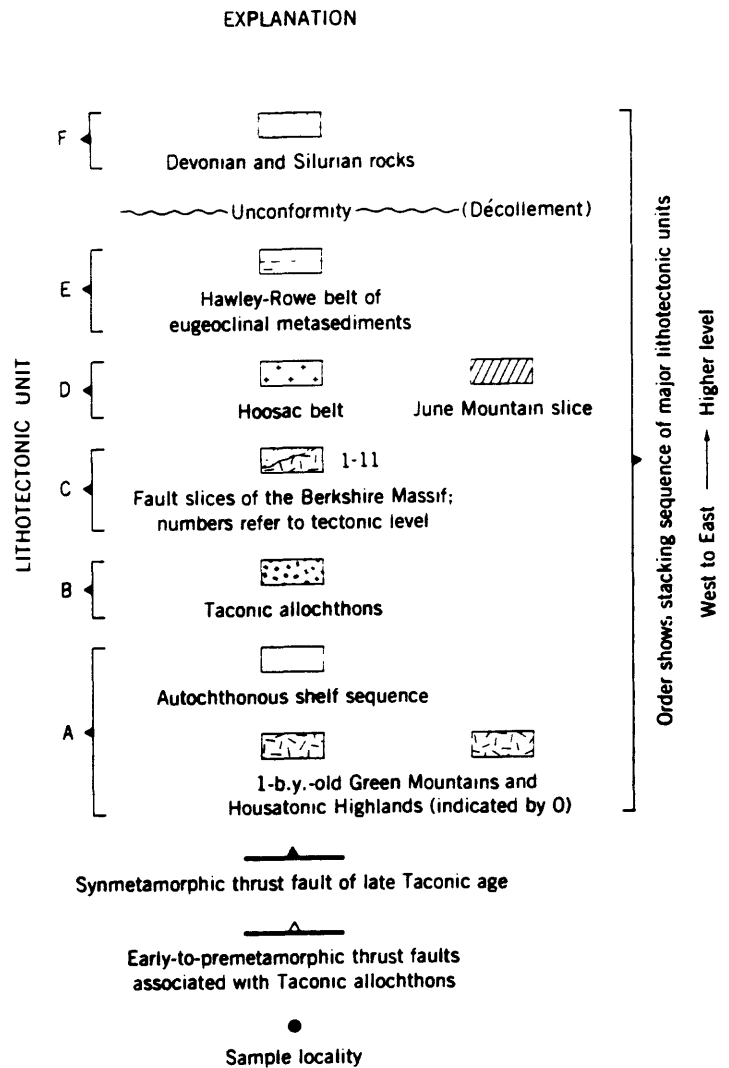 EXPLANATION
F
Devonian and Silurian rocks
Unconformity (Décollement)
E
Hawley-Rowe belt of
eugeoclinal metasediments
D
Hoosac belt
June Mountain slice
C
1-11
Fault slices of the Berkshire Massif;
numbers refer to tectonic level
B
Taconic allochthons
A
Autochthonous shelf sequence
1-b.y.-old Green Mountains and
Housatonic Highlands (indicated by 0)
LITHOTECTONIC UNIT
Order shows, stacking sequence of major lithotectonic units
West to East → Higher level
Synmetamorphic thrust fault of late Taconic age
Early-to-premetamorphic thrust faults
associated with Taconic allochthons
Sample locality